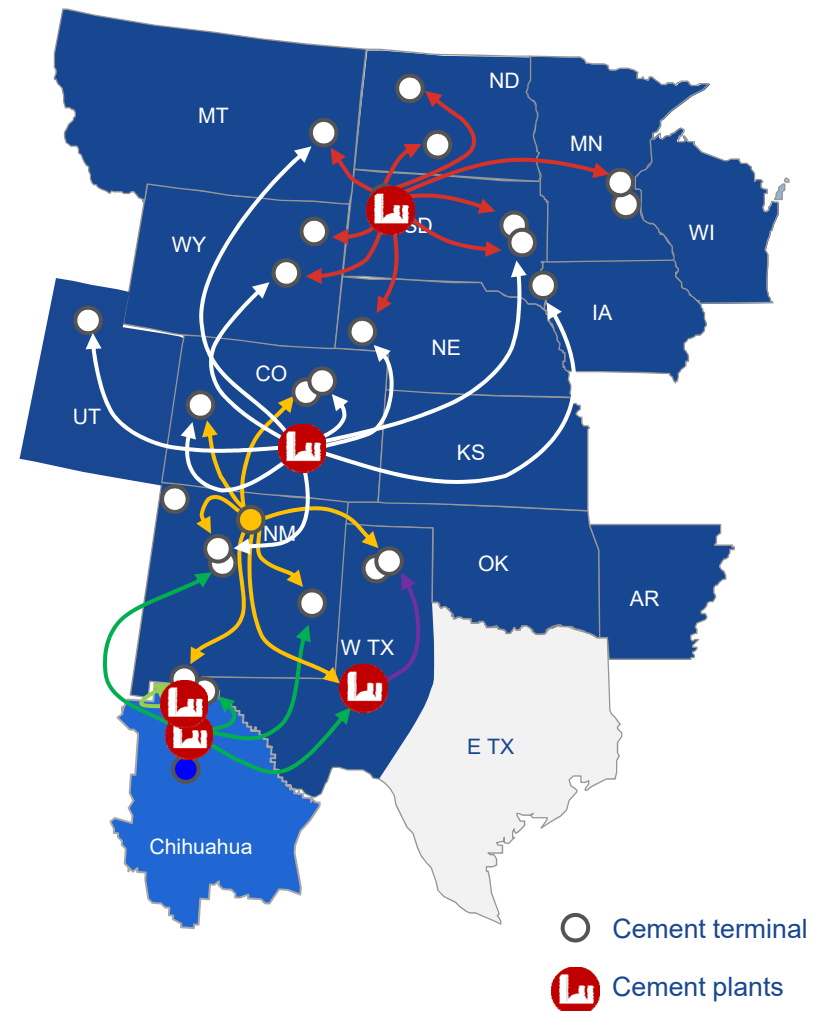 ND
MT
MN
SD
WI
WY
IA
NE
CO
UT
KS
NM
OK
AR
W TX
E TX
Chihuahua
Cement terminal
Cement plants